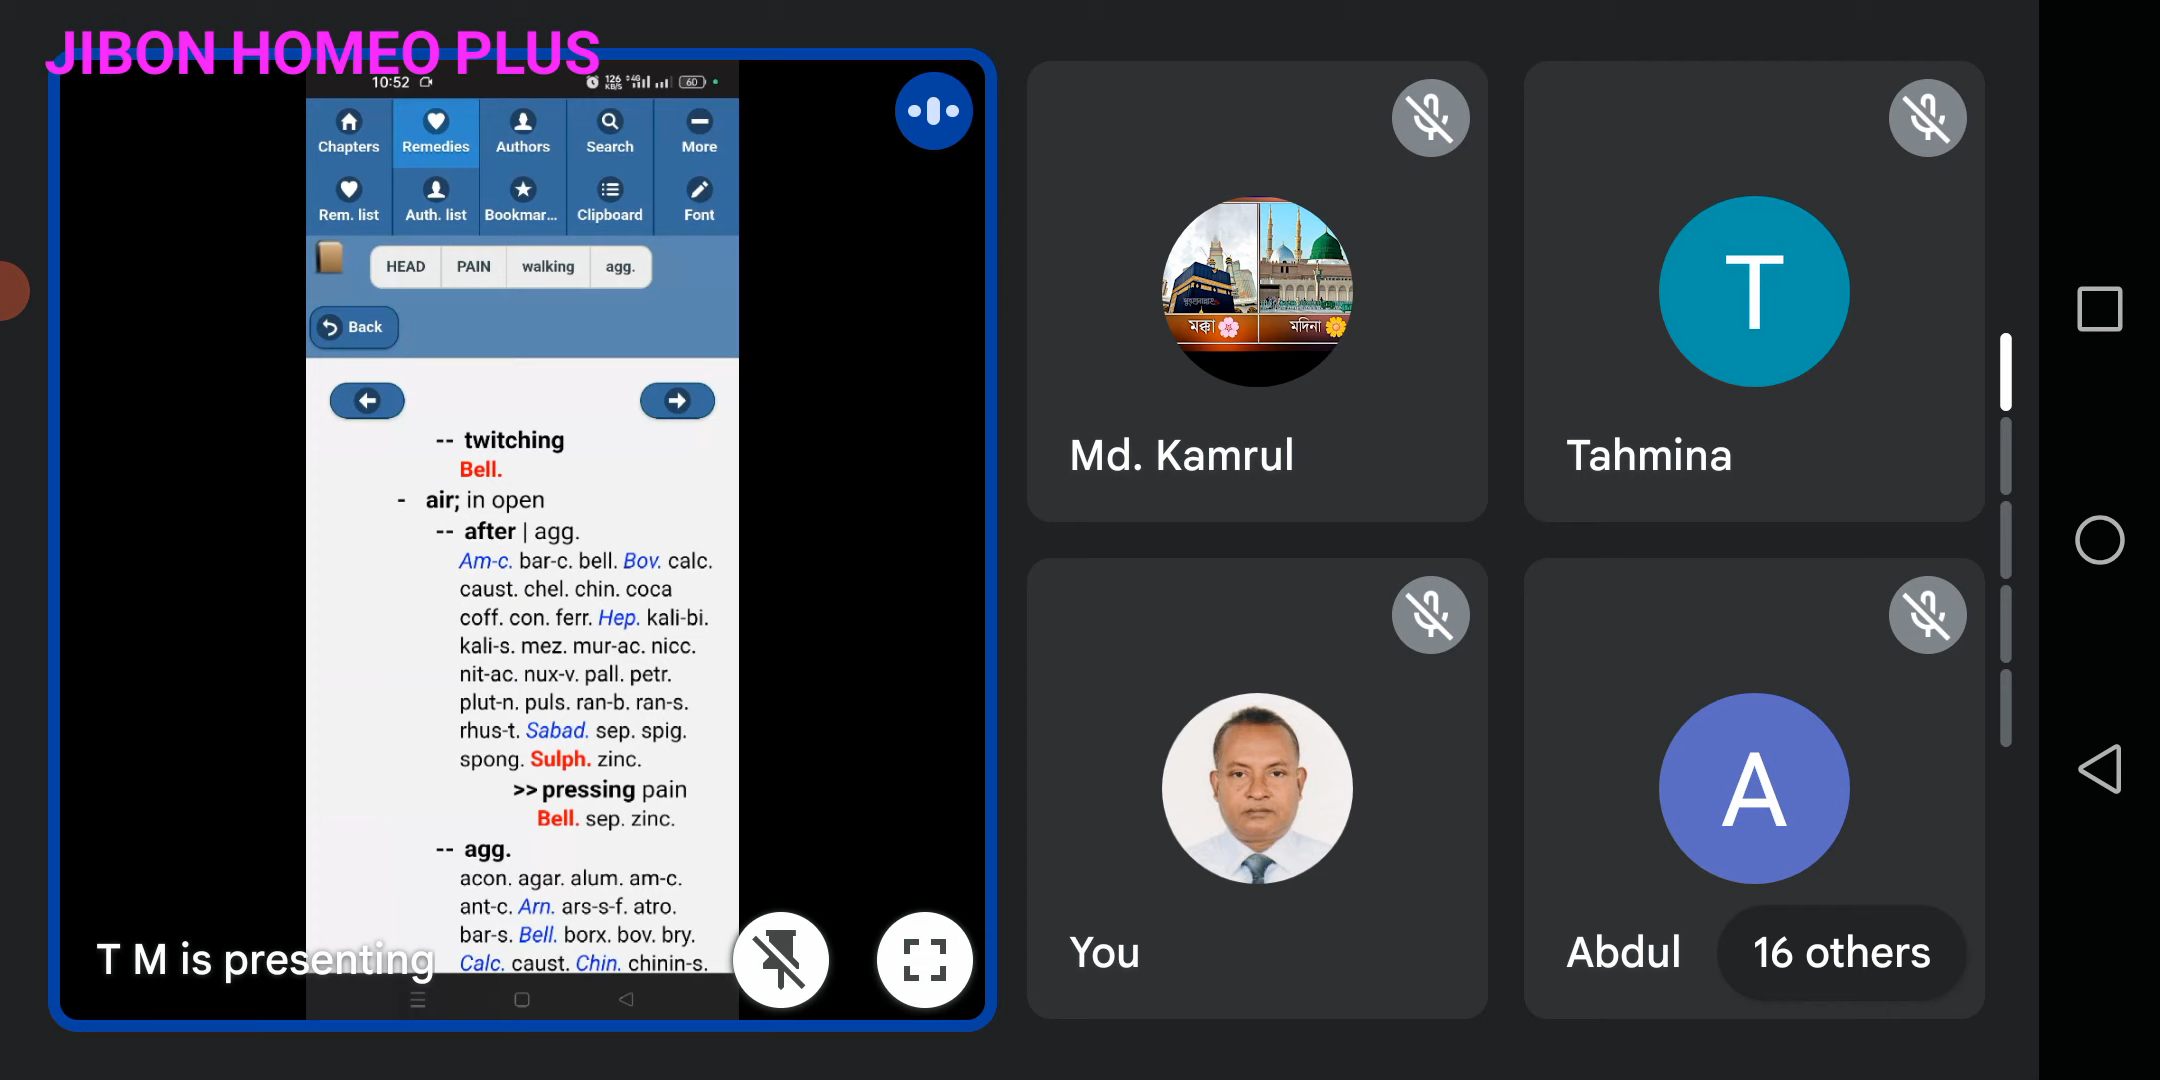 JIBON HOMEO PLUS
10:52
126 KB/S 4G 60
Chapters Remedies Authors Search More
Rem. list Auth. list Bookmar... Clipboard Font
HEAD PAIN walking agg.
Back
-- twitching
Bell.
- air; in open
-- after | agg.
Am-c. bar-c. bell. Bov. calc.
caust. chel. chin. coca
coff. con. ferr. Hep. kali-bi.
kali-s. mez. mur-ac. nicc.
nit-ac. nux-v. pall. petr.
plut-n. puls. ran-b. ran-s.
rhus-t. Sabad. sep. spig.
spong. Sulph. zinc.
>> pressing pain
Bell. sep. zinc.
-- agg.
acon. agar. alum. am-c.
ant-c. Arn. ars-s-f. atro.
bar-s. Bell. borx. bov. bry.
Calc. caust. Chin. chinin-s.
T M is presenting
মক্কা মদিনা
Md. Kamrul
T
Tahmina
You
A
Abdul
16 others